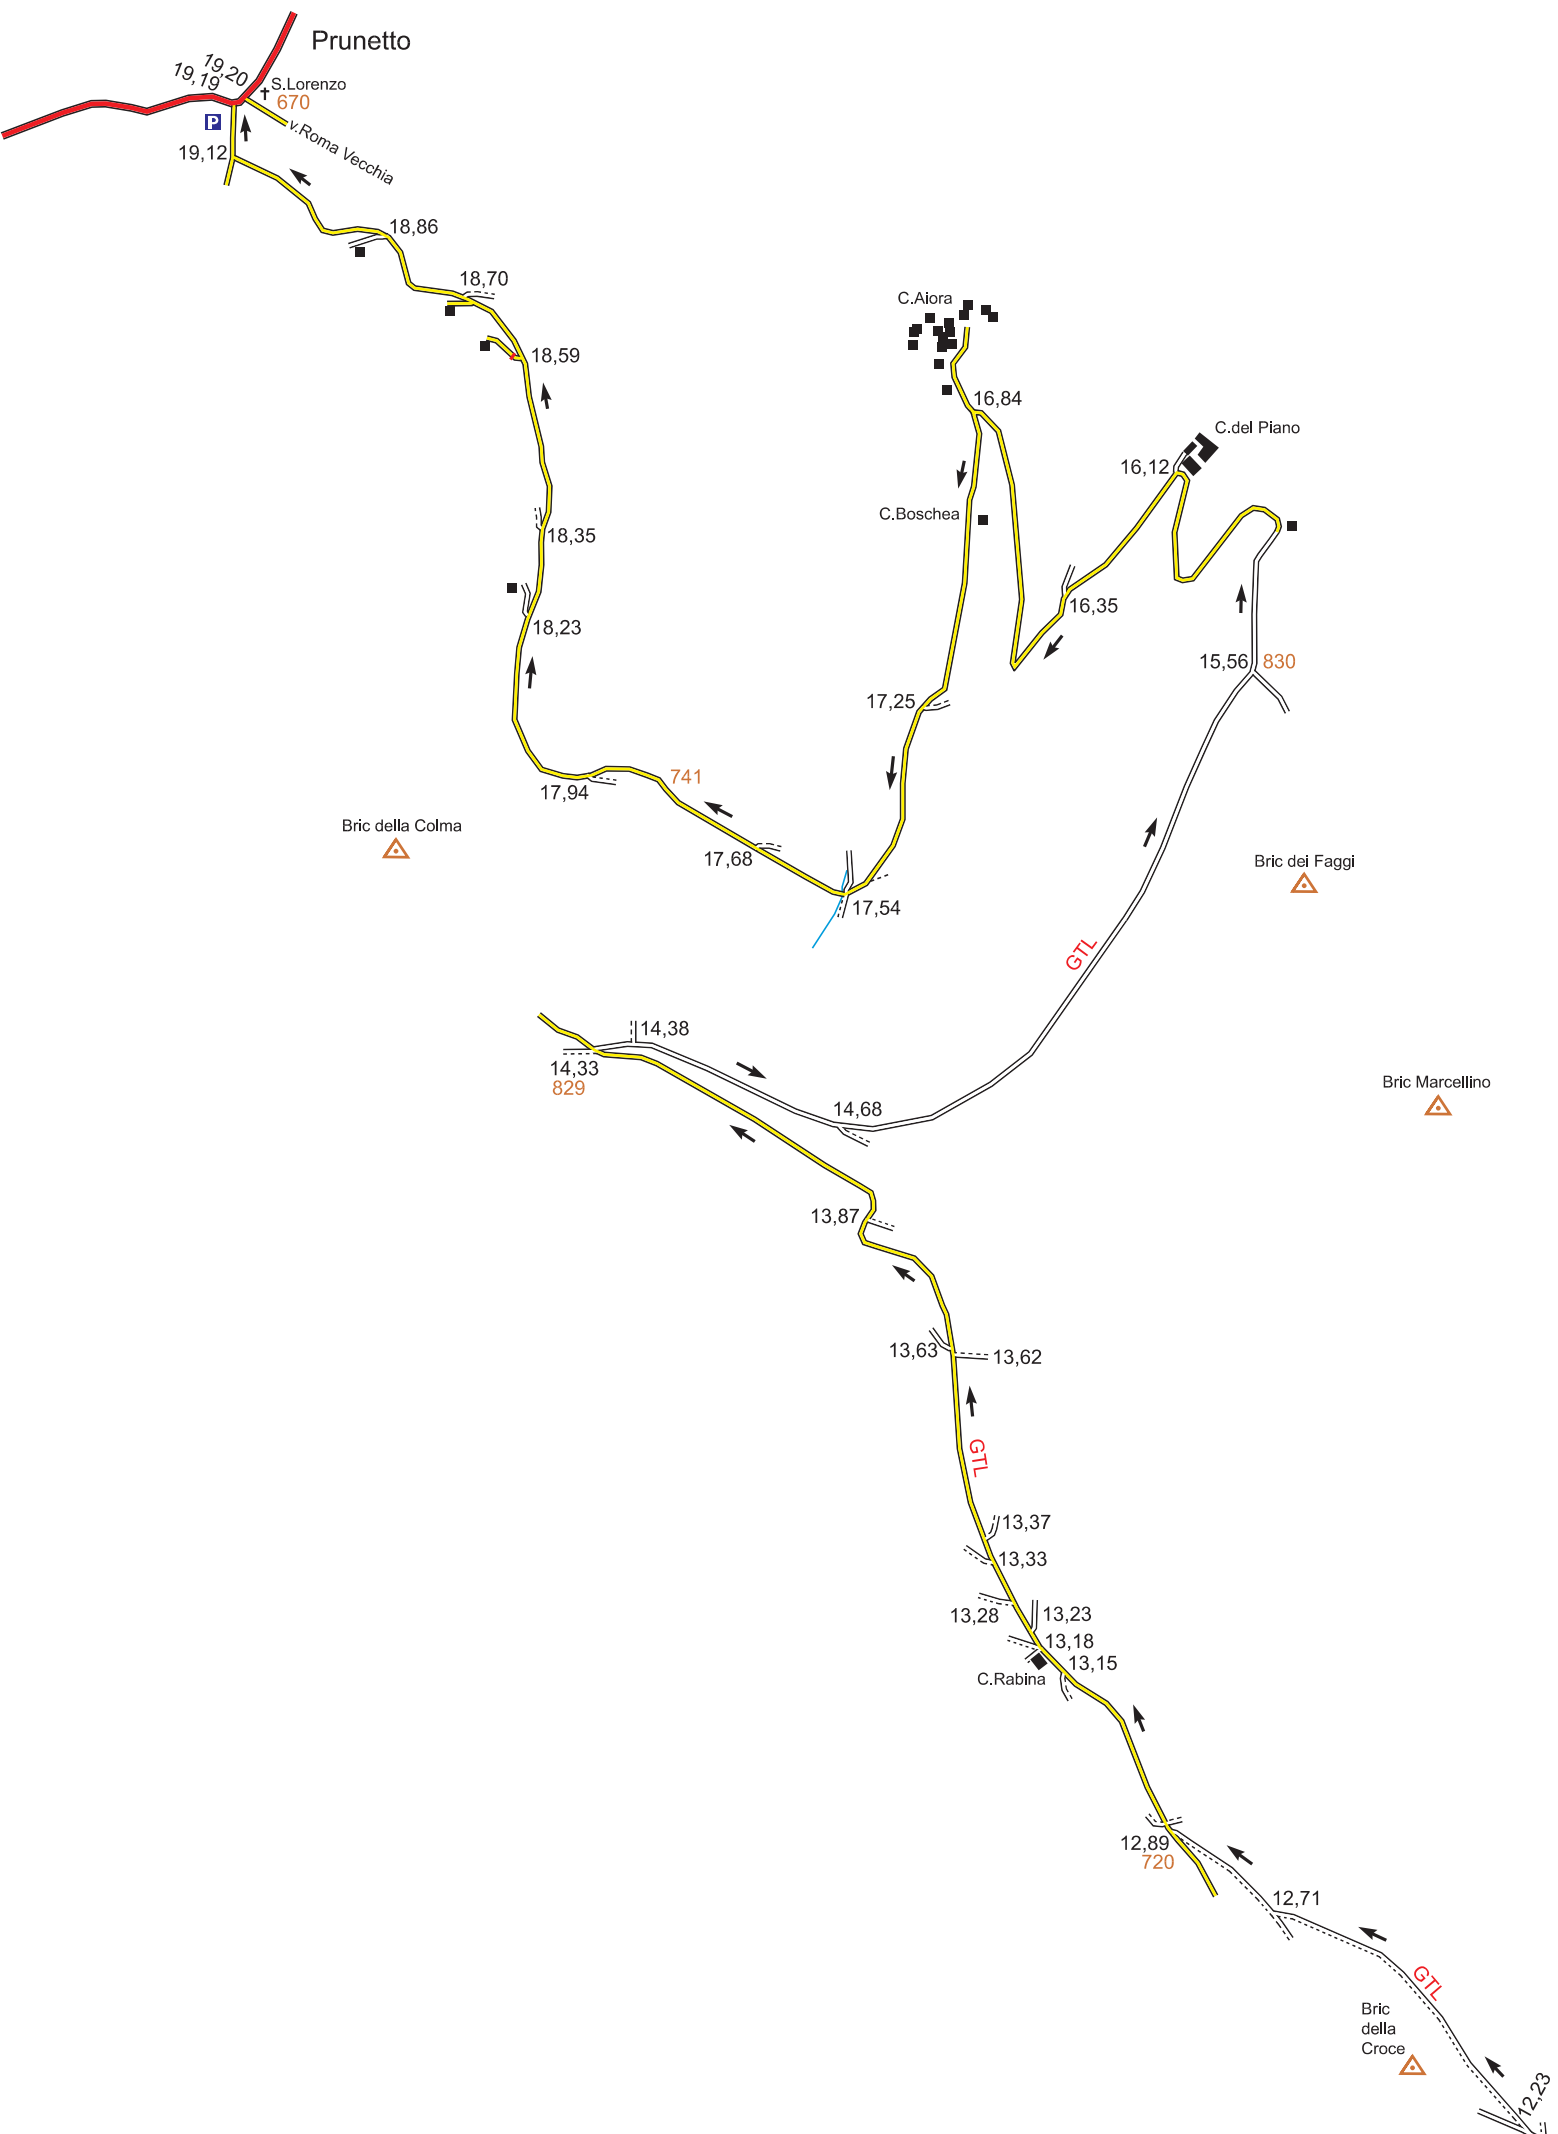 Prunetto
19,20
19,19
S.Lorenzo
670
P
v.Roma Vecchia
19,12
18,86
18,70
18,59
C.Aiora
16,84
C.del Piano
16,12
C.Boschea
18,35
18,23
16,35
15,56 830
17,25
741
17,94
Bric della Colma
17,68
Bric dei Faggi
17,54
GTL
14,38
14,33
829
Bric Marcellino
14,68
13,87
13,63
13,62
GTL
13,37
13,33
13,28
13,23
13,18
13,15
C.Rabina
12,89
720
12,71
GTL
Bric
della
Croce
12,23